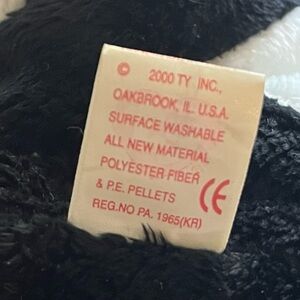 © 2000 TY INC.,
OAKBROOK, IL. U.S.A.
SURFACE WASHABLE
ALL NEW MATERIAL
POLYESTER FIBER
& P.E. PELLETS CE
REG.NO PA. 1965(KR)